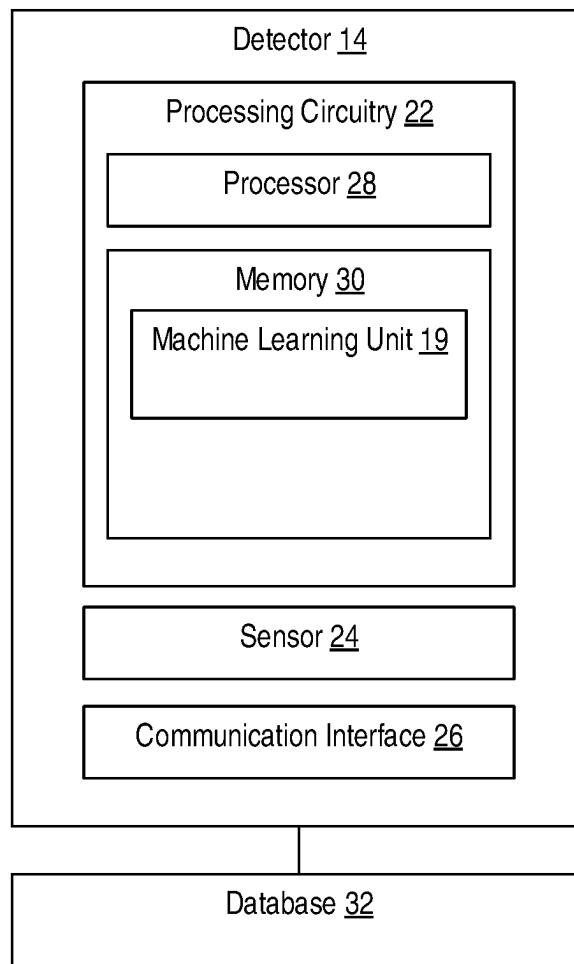 Detector 14
Processing Circuitry 22
Processor 28
Memory 30
Machine Learning Unit 19
Sensor 24
Communication Interface 26
Database 32